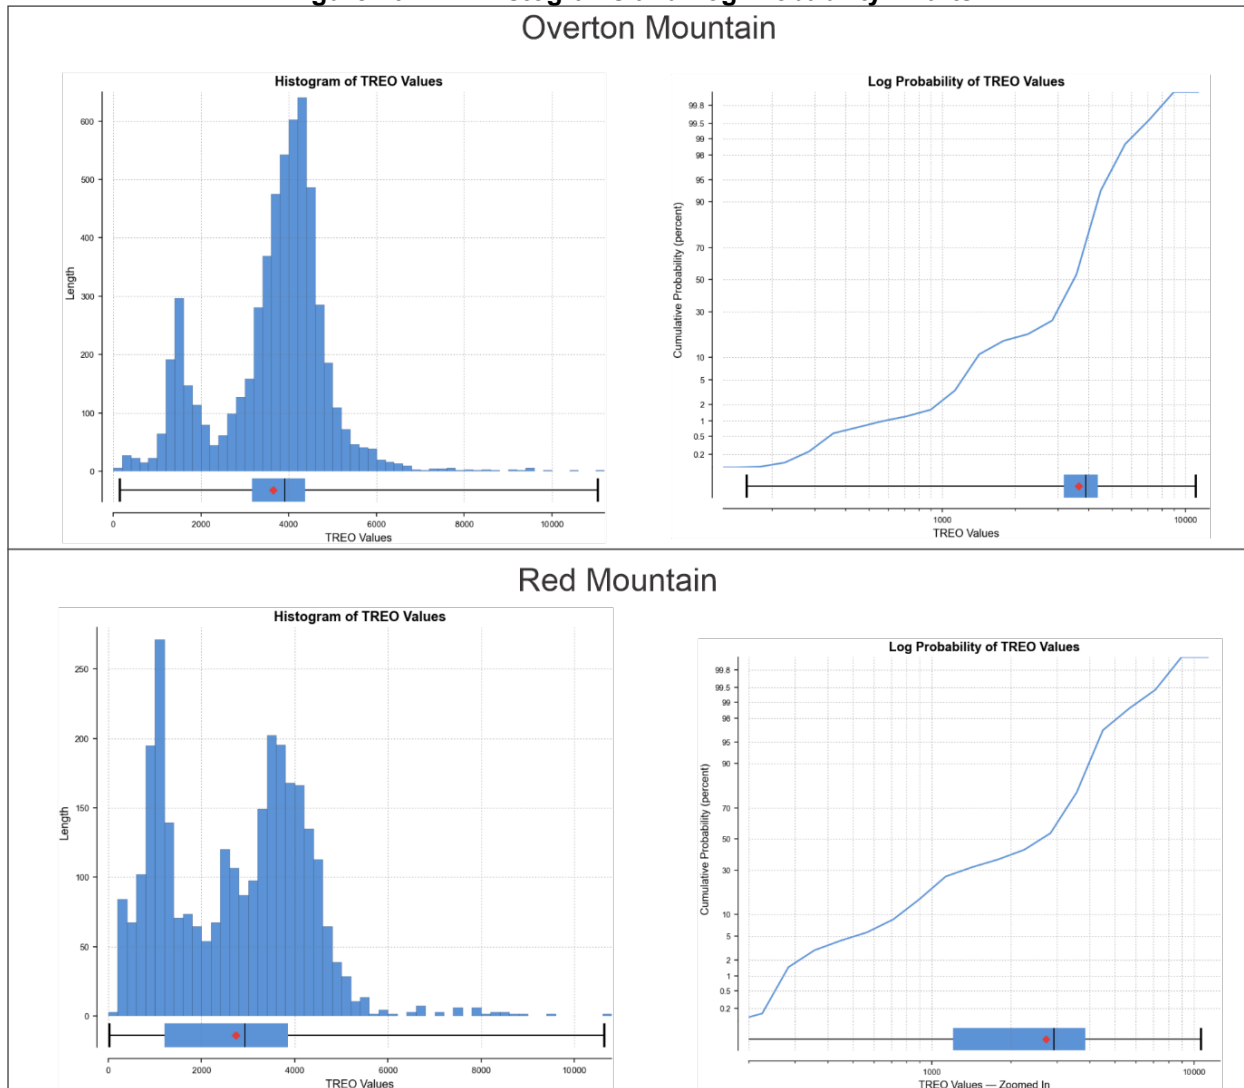 Overton Mountain
Histogram of TREO Values
600
500
400
300
200
100
0
Length
0 2000 4000 6000 8000 10000
TREO Values
Log Probability of TREO Values
99.8
99.5
99
98
95
90
70
50
30
10
5
2
1
0.5
0.2
Cumulative Probability (percent)
1000 10000
TREO Values
Red Mountain
Histogram of TREO Values
250
200
150
100
50
0
Length
0 2000 4000 6000 8000 10000
TREO Values
Log Probability of TREO Values
99.8
99.5
99
98
95
90
70
50
30
10
5
2
1
0.5
0.2
Cumulative Probability (percent)
1000 10000
TREO Values — Zoomed In